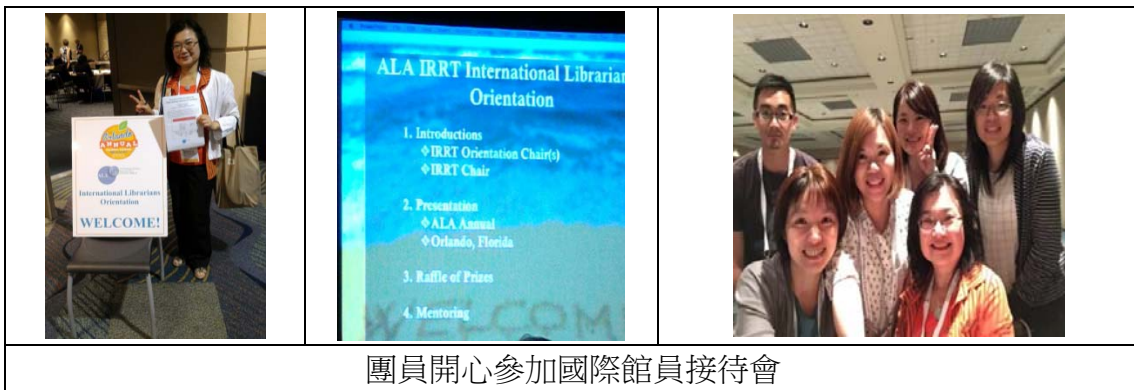 ANNUAL
International Librarians
Orientation
WELCOME!
ALA IRRT International Librarian
Orientation
1. Introductions
❖IRRT Orientation Chair(s)
❖IRRT Chair
2. Presentation
❖ALA Annual
❖Orlando, Florida
3. Raffle of Prizes
4. Mentoring
WELCOM
團員開心參加國際館員接待會